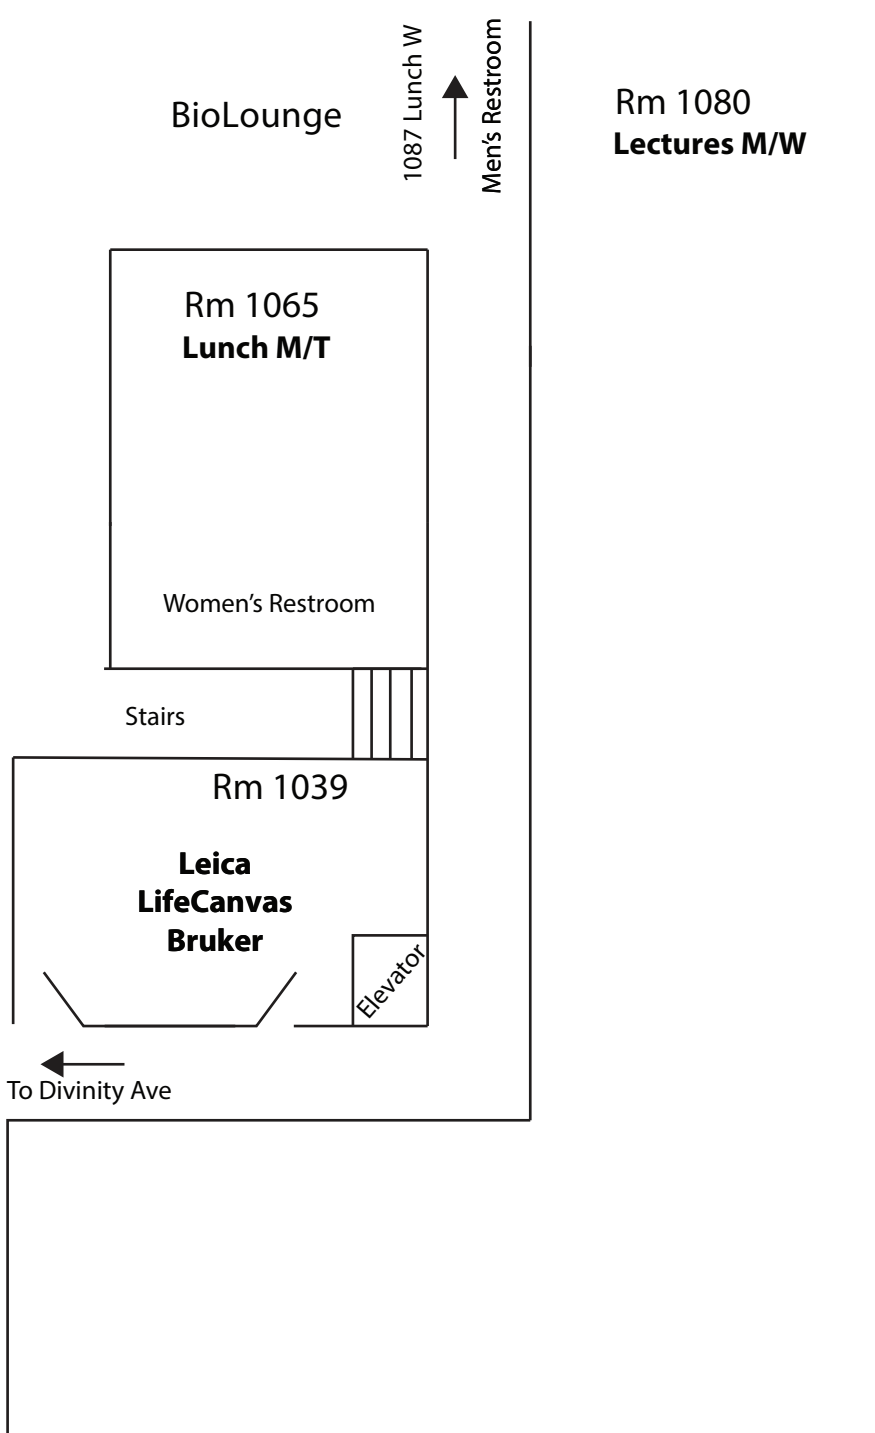 1087 Lunch W
Men's Restroom
BioLounge
Rm 1080
Lectures M/W
Rm 1065
Lunch M/T
Women's Restroom
Stairs
Rm 1039
Leica
LifeCanvas
Bruker
Elevator
To Divinity Ave